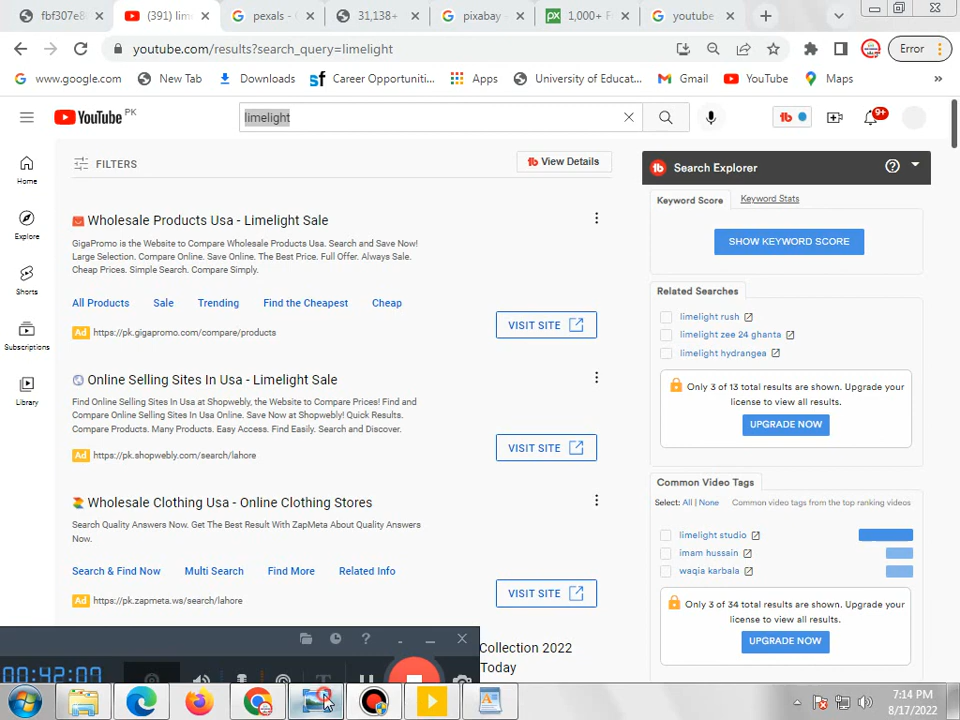 fbf307e8
(391) lim
pexals -
31,138+
pixabay -
1,000+ F
youtube
youtube.com/results?search_query=limelight
Error
www.google.com
New Tab
Downloads
Career Opportuniti...
Apps
University of Educat...
Gmail
YouTube
Maps
»
YouTube PK
limelight
9+
FILTERS
View Details
Search Explorer
Home
Explore
Shorts
Subscriptions
Library
Wholesale Products Usa - Limelight Sale
GigaPromo is the Website to Compare Wholesale Products Usa. Search and Save Now!
Large Selection. Compare Online. Save Online. The Best Price. Full Offer. Always Sale.
Cheap Prices. Simple Search. Compare Simply.
All Products Sale Trending Find the Cheapest Cheap
Ad https://pk.gigapromo.com/compare/products
VISIT SITE
Online Selling Sites In Usa - Limelight Sale
Find Online Selling Sites In Usa at Shopwebly, the Website to Compare Prices! Find and
Compare Online Selling Sites In Usa Online. Save Now at Shopwebly! Quick Results.
Compare Products. Many Products. Easy Access. Find Easily. Search and Discover.
Ad https://pk.shopwebly.com/search/lahore
VISIT SITE
Wholesale Clothing Usa - Online Clothing Stores
Search Quality Answers Now. Get The Best Result With ZapMeta About Quality Answers
Now.
Search & Find Now Multi Search Find More Related Info
Ad https://pk.zapmeta.ws/search/lahore
VISIT SITE
Collection 2022
Today
Keyword Score Keyword Stats
SHOW KEYWORD SCORE
Related Searches
limelight rush
limelight zee 24 ghanta
limelight hydrangea
Only 3 of 13 total results are shown. Upgrade your
license to view all results.
UPGRADE NOW
Common Video Tags
Select: All | None Common video tags from the top ranking videos
limelight studio
imam hussain
waqia karbala
Only 3 of 34 total results are shown. Upgrade your
license to view all results.
UPGRADE NOW
00:42:09
7:14 PM
8/17/2022